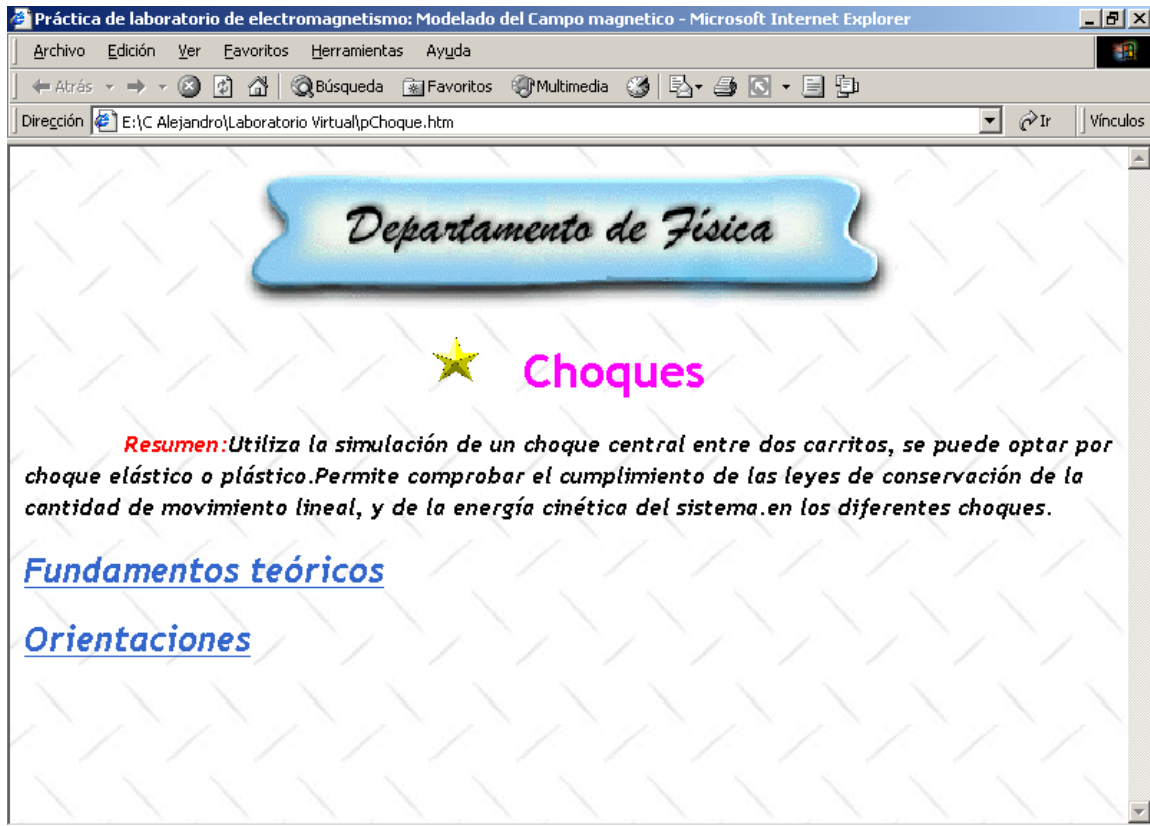 Práctica de laboratorio de electromagnetismo: Modelado del Campo magnetico - Microsoft Internet Explorer
Archivo Edición Ver Favoritos Herramientas Ayuda
Atrás Búsqueda Favoritos Multimedia
Dirección E:\C Alejandro\Laboratorio Virtual\pChoque.htm Ir Vínculos
Departamento de Física
Choques
Resumen:Utiliza la simulación de un choque central entre dos carritos, se puede optar por
choque elástico o plástico.Permite comprobar el cumplimiento de las leyes de conservación de la
cantidad de movimiento lineal, y de la energía cinética del sistema.en los diferentes choques.
Fundamentos teóricos
Orientaciones